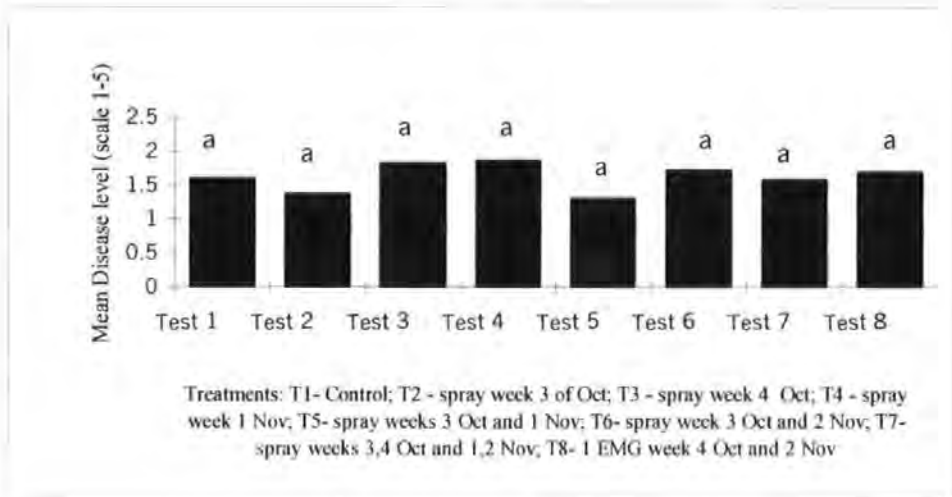 Mean Disease level (scale 1-5)
2.5
2
1.5
1
0.5
0
a
a
a
a
a
a
a
a
Test 1 Test 2 Test 3 Test 4 Test 5 Test 6 Test 7 Test 8
Treatments: T1- Control; T2 - spray week 3 of Oct; T3 - spray week 4 Oct; T4 - spray
week 1 Nov; T5- spray weeks 3 Oct and 1 Nov; T6- spray week 3 Oct and 2 Nov; T7-
spray weeks 3,4 Oct and 1,2 Nov; T8- 1 EMG week 4 Oct and 2 Nov